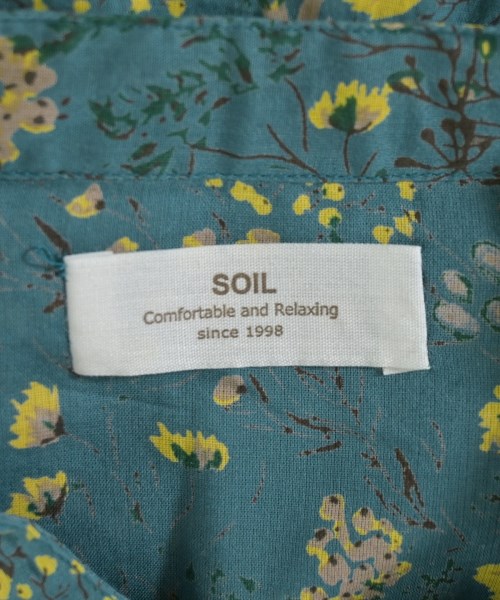 SOIL
Comfortable and Relaxing
since 1998